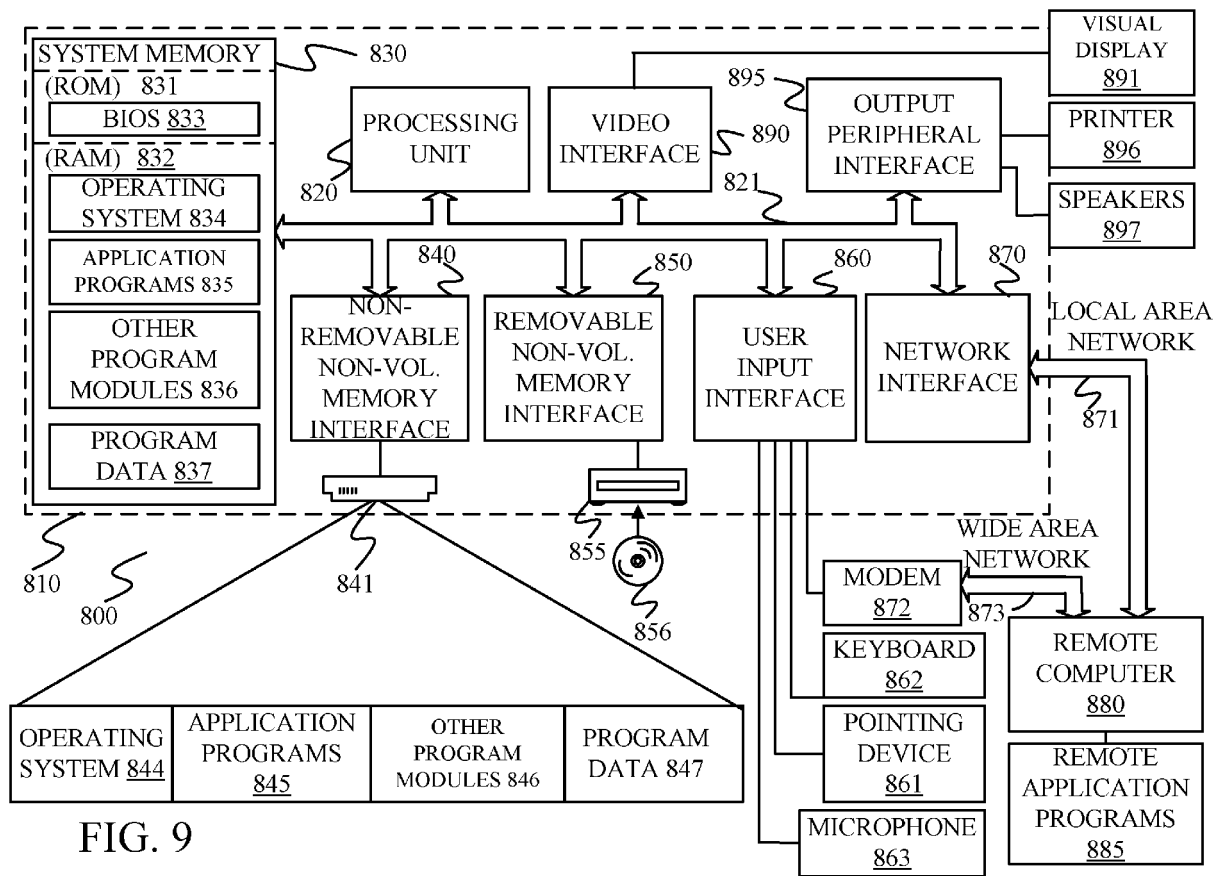 SYSTEM MEMORY
830
(ROM) 831
BIOS 833
(RAM) 832
OPERATING
SYSTEM 834
APPLICATION
PROGRAMS 835
OTHER
PROGRAM
MODULES 836
PROGRAM
DATA 837
PROCESSING
UNIT
820
VIDEO
INTERFACE
890
821
895
OUTPUT
PERIPHERAL
INTERFACE
VISUAL
DISPLAY
891
PRINTER
896
SPEAKERS
897
840
NON-
REMOVABLE
NON-VOL.
MEMORY
INTERFACE
850
REMOVABLE
NON-VOL.
MEMORY
INTERFACE
860
USER
INPUT
INTERFACE
870
NETWORK
INTERFACE
LOCAL AREA
NETWORK
871
810
800
841
855
856
WIDE AREA
NETWORK
MODEM
872
873
KEYBOARD
862
POINTING
DEVICE
861
MICROPHONE
863
REMOTE
COMPUTER
880
REMOTE
APPLICATION
PROGRAMS
885
OPERATING
SYSTEM 844
APPLICATION
PROGRAMS
845
OTHER
PROGRAM
MODULES 846
PROGRAM
DATA 847
FIG. 9